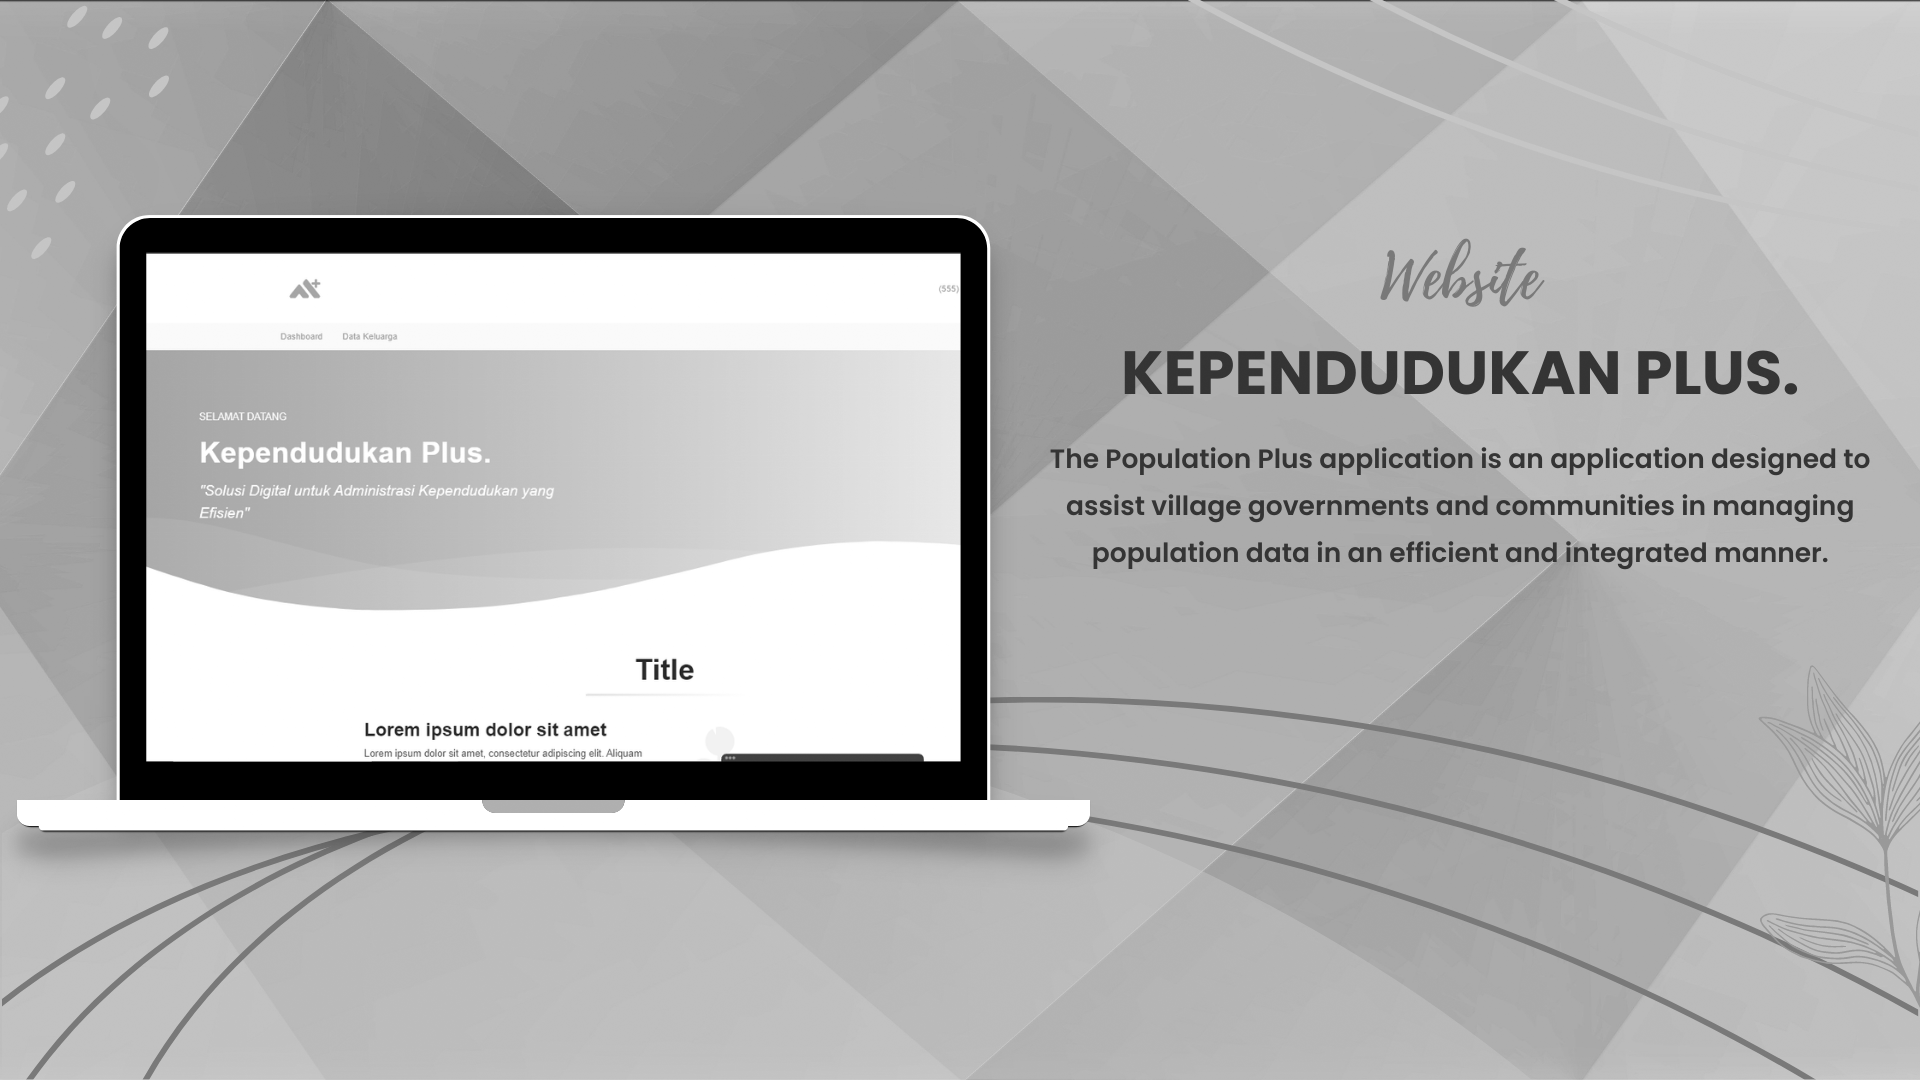 (555)
Dashboard Data Keluarga
SELAMAT DATANG
Kependudukan Plus.
"Solusi Digital untuk Administrasi Kependudukan yang
Efisien"
Title
Lorem ipsum dolor sit amet
Lorem ipsum dolor sit amet, consectetur adipiscing elit. Aliquam
Website
KEPENDUDUKAN PLUS.
The Population Plus application is an application designed to
assist village governments and communities in managing
population data in an efficient and integrated manner.